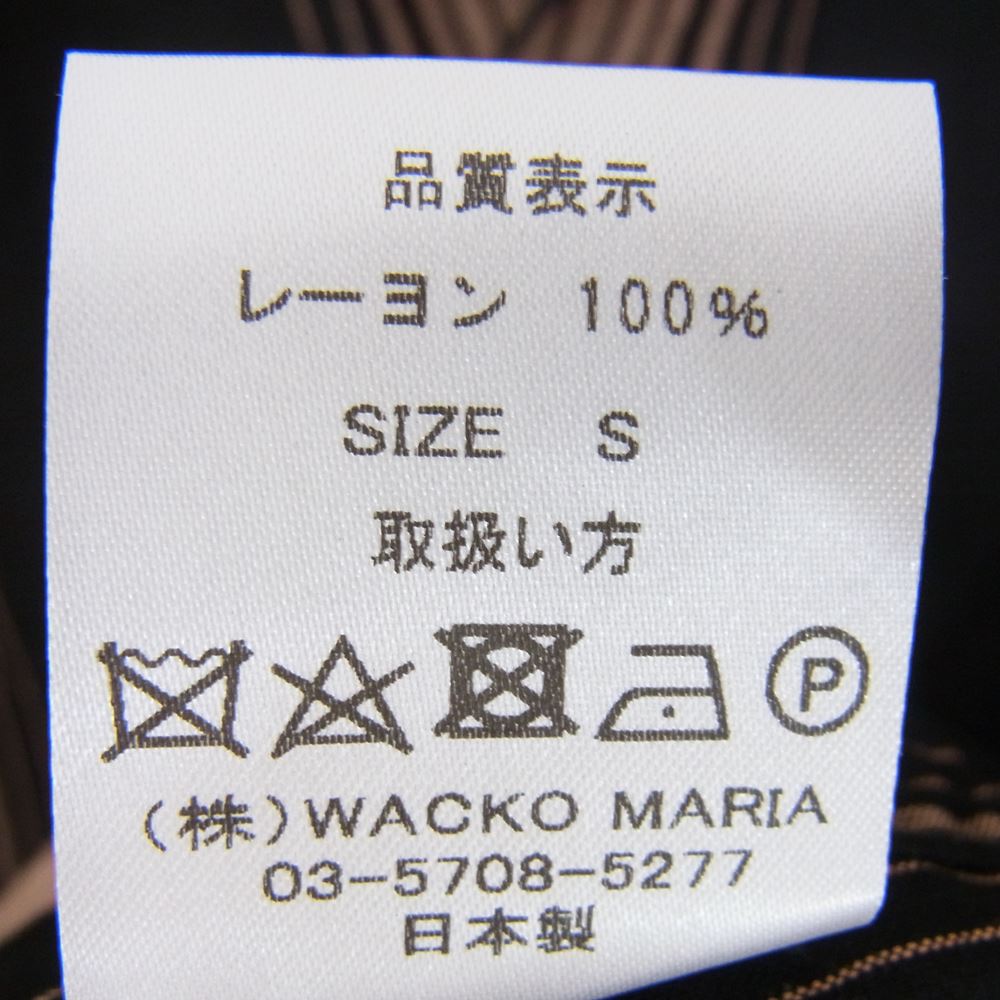 品質表示
レーヨン 100%
SIZE S
取扱い方
P
(株)WACKO MARIA
03-5708-5277
日本製